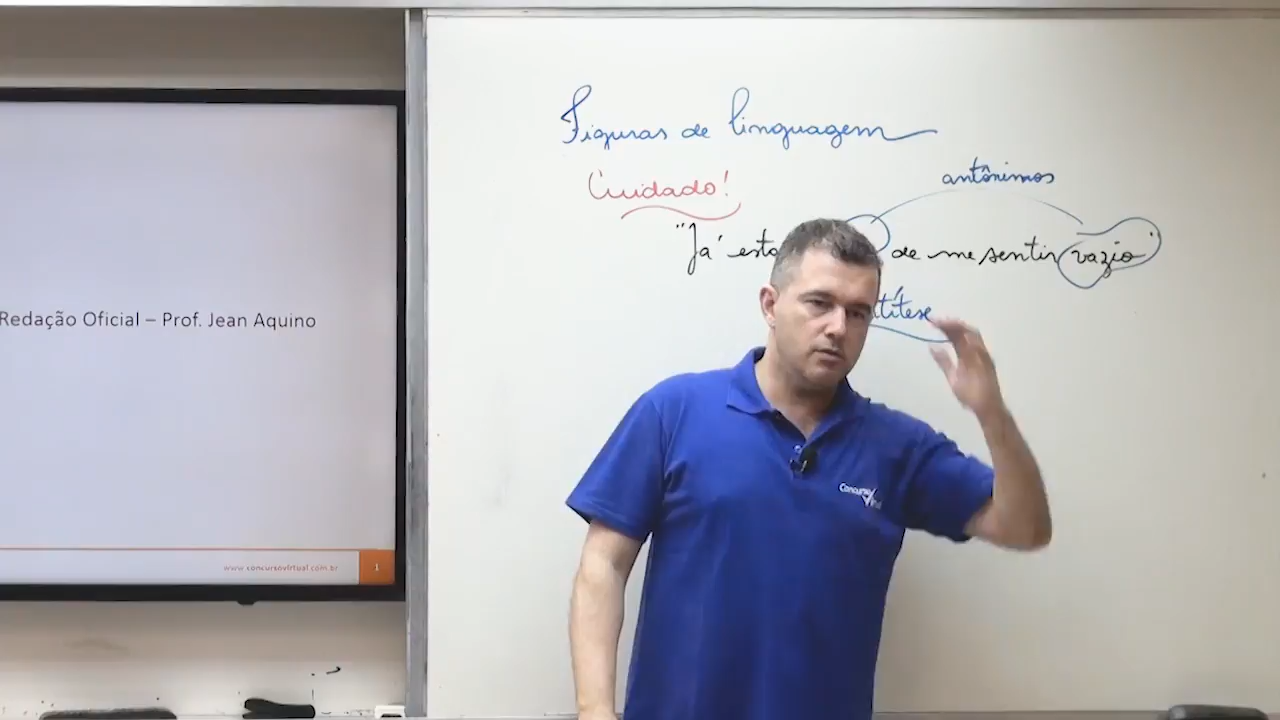 Redação Oficial – Prof. Jean Aquino
www.concursovirtual.com.br
1
Figuras de linguagem
Cuidado!
antônimos
"Já de me sentir vazio"
Concurso